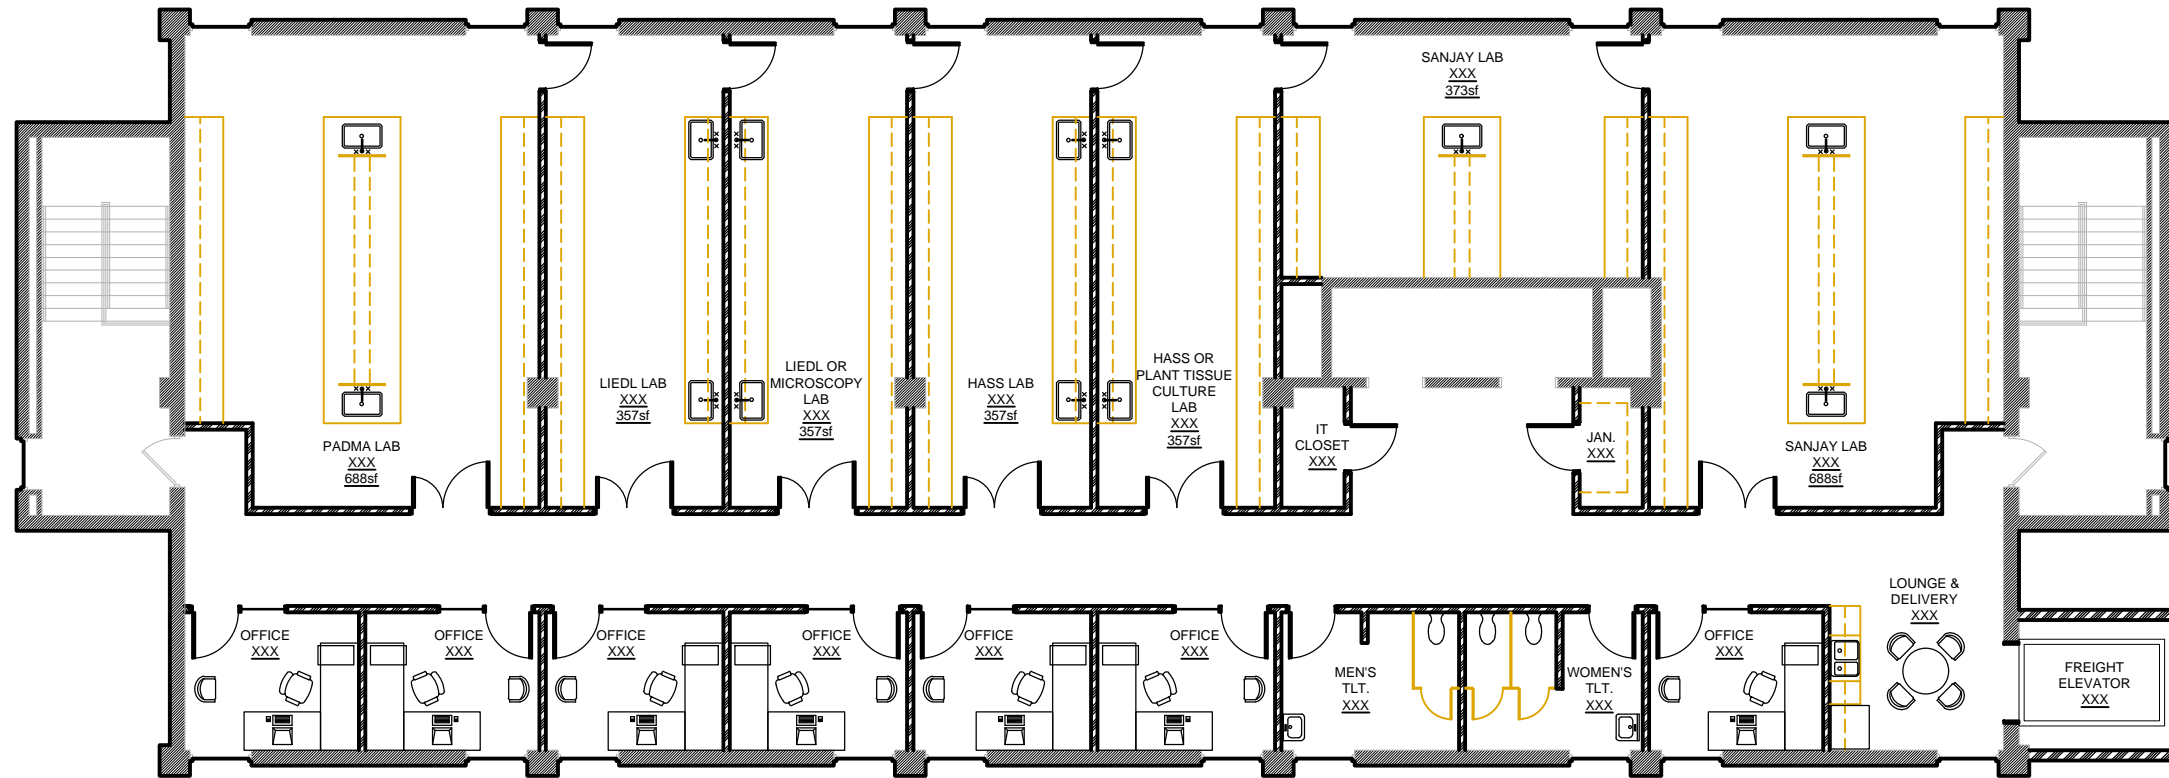 SANJAY LAB
XXX
373sf
PADMA LAB
XXX
688sf
LIEDL LAB
XXX
357sf
LIEDL OR
MICROSCOPY
LAB
XXX
357sf
HASS LAB
XXX
357sf
HASS OR
PLANT TISSUE
CULTURE
LAB
XXX
357sf
IT
CLOSET
XXX
JAN.
XXX
SANJAY LAB
XXX
688sf
OFFICE
XXX
OFFICE
XXX
OFFICE
XXX
OFFICE
XXX
OFFICE
XXX
OFFICE
XXX
MEN'S
TLT.
XXX
WOMEN'S
TLT.
XXX
OFFICE
XXX
LOUNGE &
DELIVERY
XXX
FREIGHT
ELEVATOR
XXX